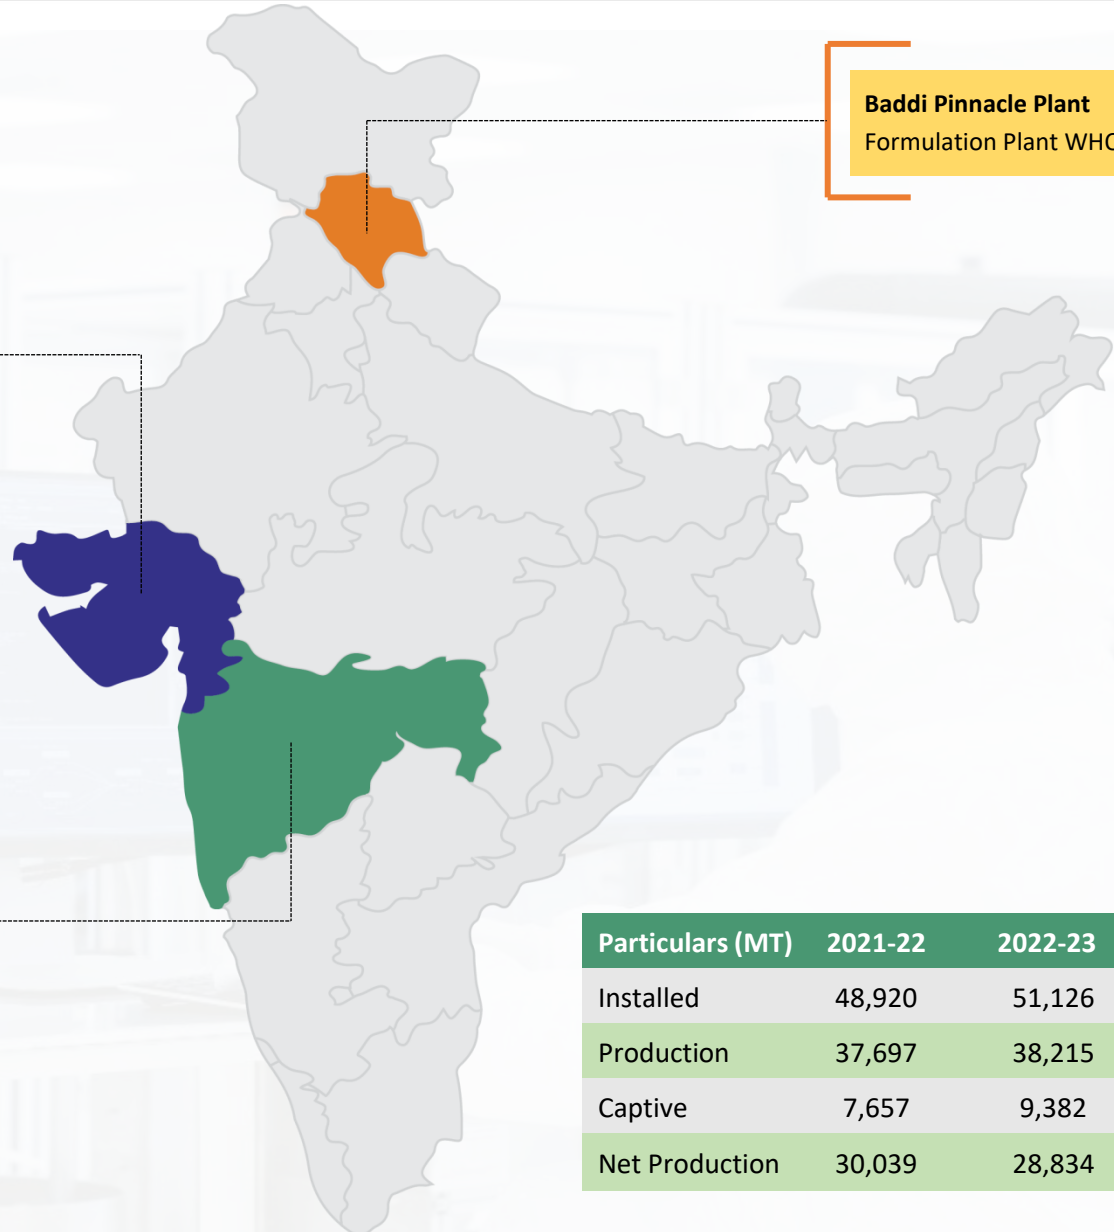 Baddi Pinnacle Plant
Formulation Plant WHO
Particulars (MT) 2021-22 2022-23
Installed 48,920 51,126
Production 37,697 38,215
Captive 7,657 9,382
Net Production 30,039 28,834